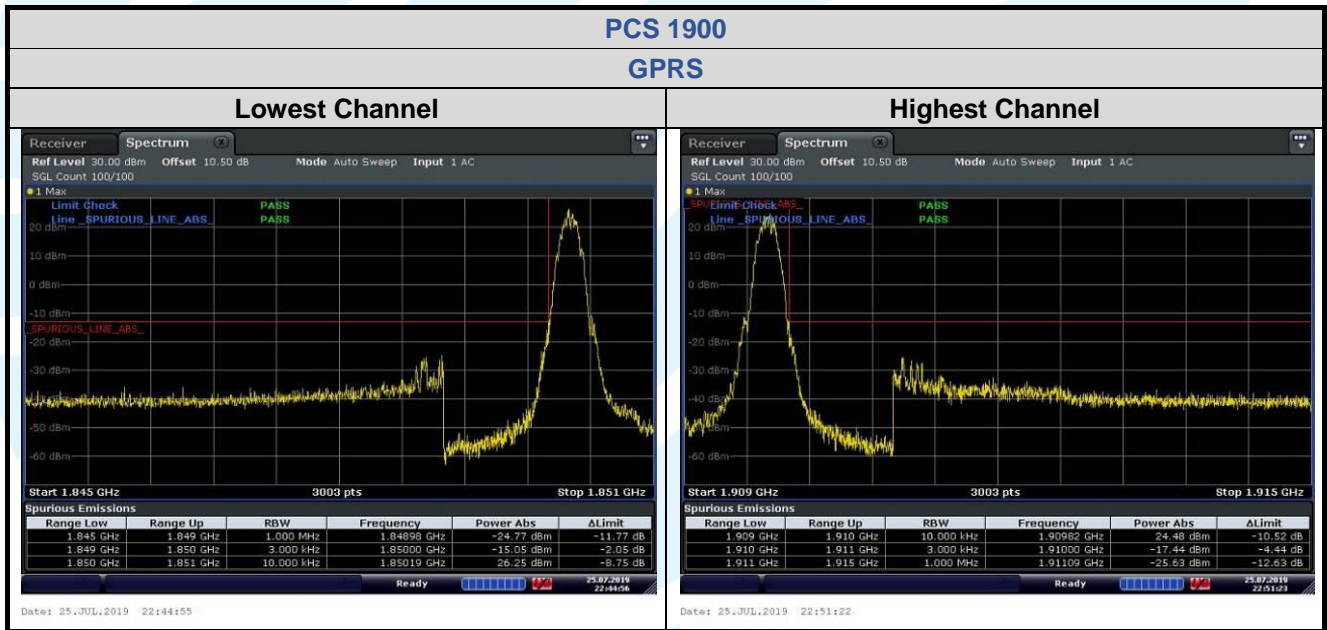 PCS 1900
GPRS
Lowest Channel
Receiver Spectrum
Ref Level 30.00 dBm Offset 10.50 dB Mode Auto Sweep Input 1 AC
SGL Count 100/100
1 Max
Limit Check PASS
Line _SPURIOUS_LINE_ABS_ PASS
20 dBm
10 dBm
0 dBm
-10 dBm
_SPURIOUS_LINE_ABS_
-20 dBm
-30 dBm
-50 dBm
-60 dBm
Start 1.845 GHz 3003 pts Stop 1.851 GHz
Spurious Emissions
Range Low Range Up RBW Frequency Power Abs ΔLimit
1.845 GHz 1.849 GHz 1.000 MHz 1.84898 GHz -24.77 dBm -11.77 dB
1.849 GHz 1.850 GHz 3.000 kHz 1.85000 GHz -15.05 dBm -2.05 dB
1.850 GHz 1.851 GHz 10.000 kHz 1.85019 GHz 26.25 dBm -8.75 dB
Ready 25.07.2019
22:44:56
Date: 25.JUL.2019 22:44:55
Highest Channel
Receiver Spectrum
Ref Level 30.00 dBm Offset 10.50 dB Mode Auto Sweep Input 1 AC
SGL Count 100/100
1 Max
Limit Check PASS
Line _SPURIOUS_LINE_ABS_ PASS
20 dBm
10 dBm
0 dBm
-10 dBm
-20 dBm
-30 dBm
-40 dBm
-60 dBm
Start 1.909 GHz 3003 pts Stop 1.915 GHz
Spurious Emissions
Range Low Range Up RBW Frequency Power Abs ΔLimit
1.909 GHz 1.910 GHz 10.000 kHz 1.90982 GHz 24.48 dBm -10.52 dB
1.910 GHz 1.911 GHz 3.000 kHz 1.91000 GHz -17.44 dBm -4.44 dB
1.911 GHz 1.915 GHz 1.000 MHz 1.91109 GHz -25.63 dBm -12.63 dB
Ready 25.07.2019
22:51:23
Date: 25.JUL.2019 22:51:22